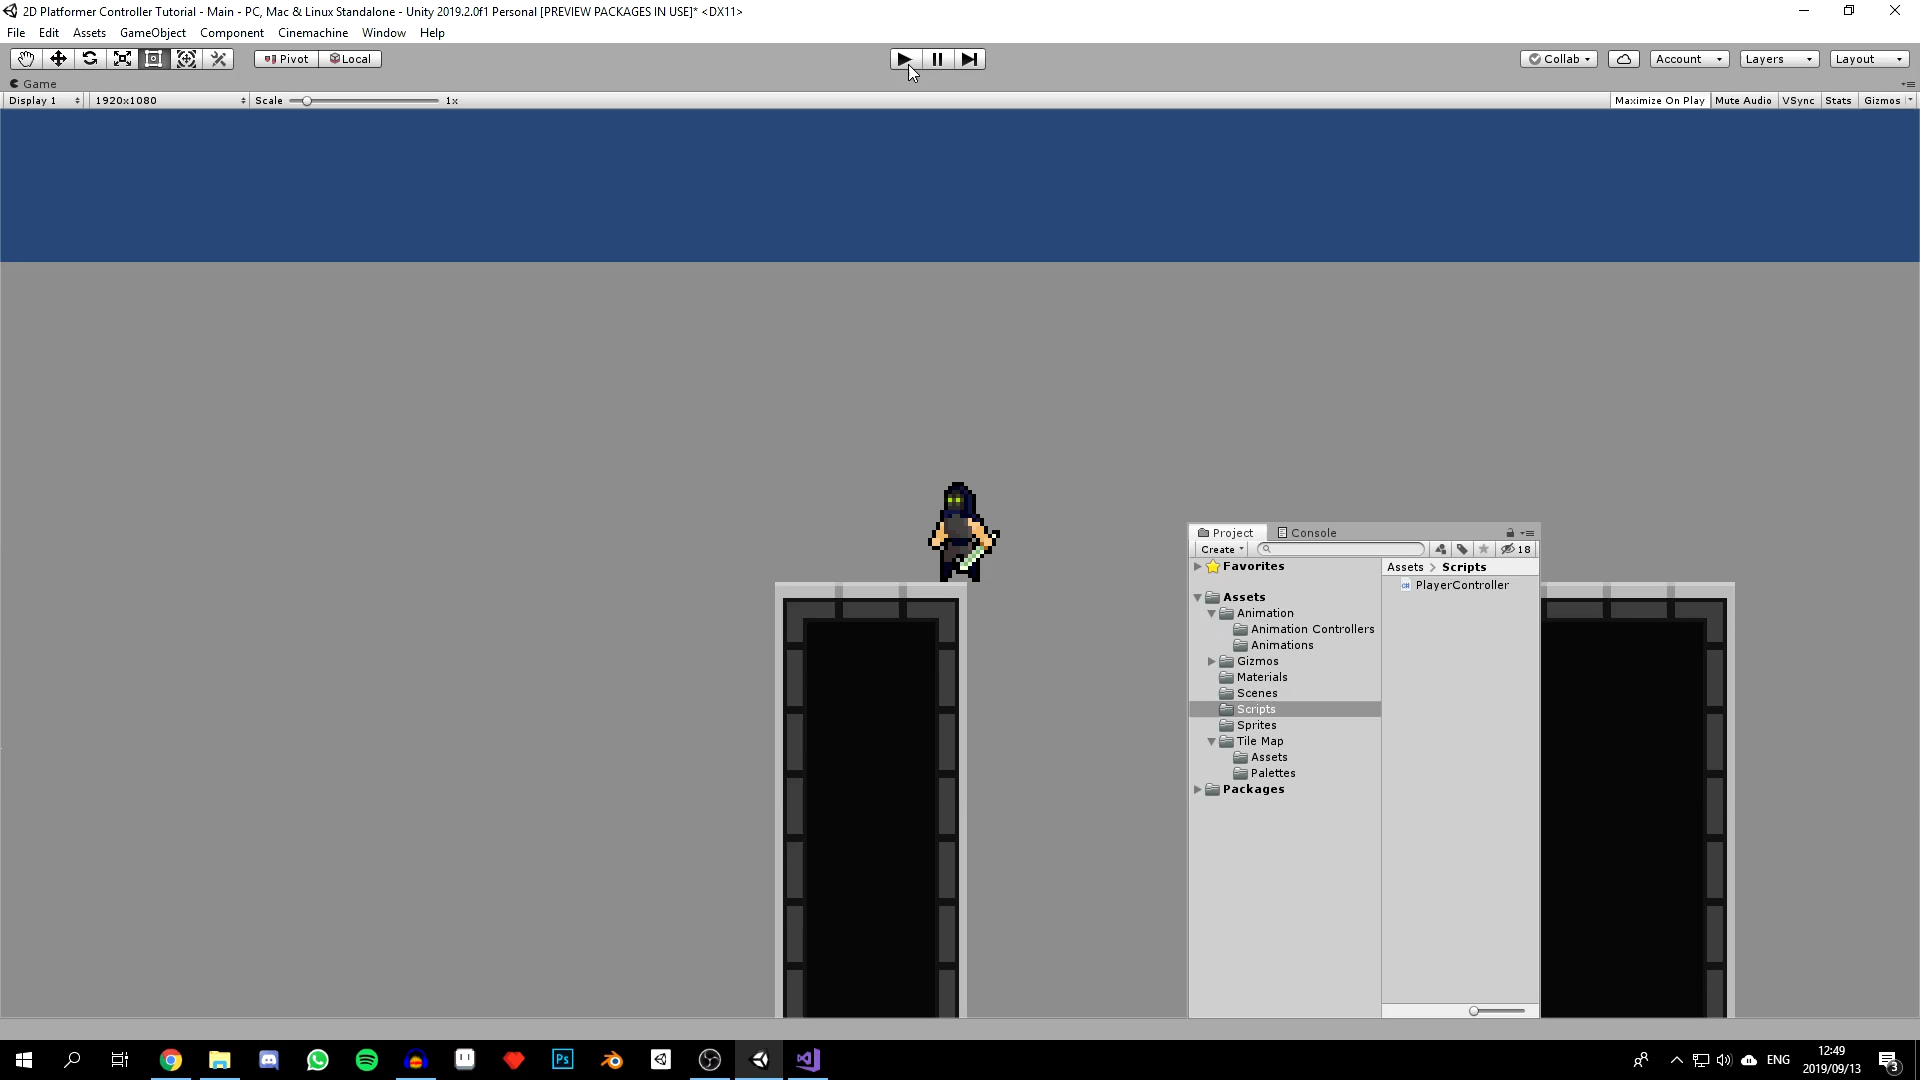 2D Platformer Controller Tutorial - Main - PC, Mac & Linux Standalone - Unity 2019.2.0f1 Personal [PREVIEW PACKAGES IN USE]* <DX11>
File Edit Assets GameObject Component Cinemachine Window Help
Pivot Local Collab Account Layers Layout
Game
Display 1 1920x1080 Scale 1x Maximize On Play Mute Audio VSync Stats Gizmos
Project Console
Create 18
Favorites
Assets > Scripts
PlayerController
Assets
Animation
Animation Controllers
Animations
Gizmos
Materials
Scenes
Scripts
Sprites
Tile Map
Assets
Palettes
Packages
Ps
ENG
12:49
2019/09/13
3